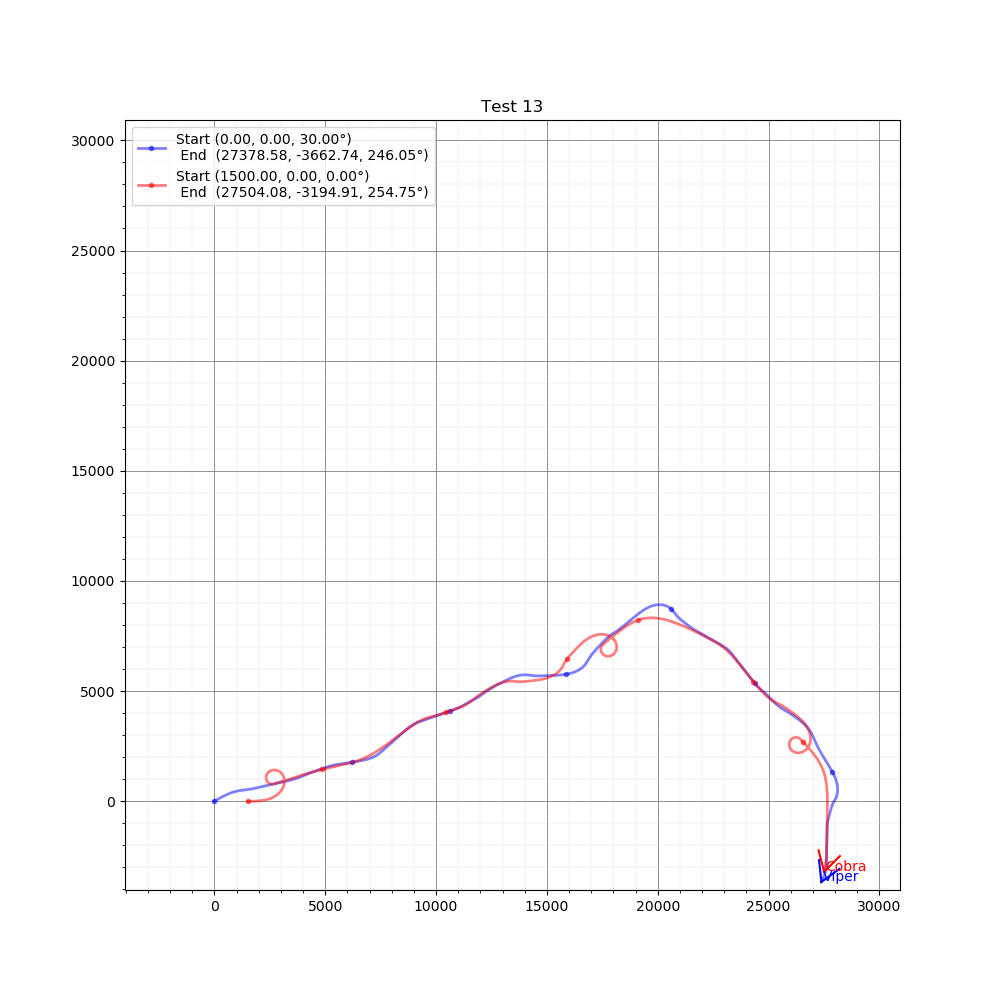 Test 13
Start (0.00, 0.00, 30.00°)
End (27378.58, -3662.74, 246.05°)
Start (1500.00, 0.00, 0.00°)
End (27504.08, -3194.91, 254.75°)
30000
25000
20000
15000
10000
5000
0
Cobra
Viper
0
5000
10000
15000
20000
25000
30000